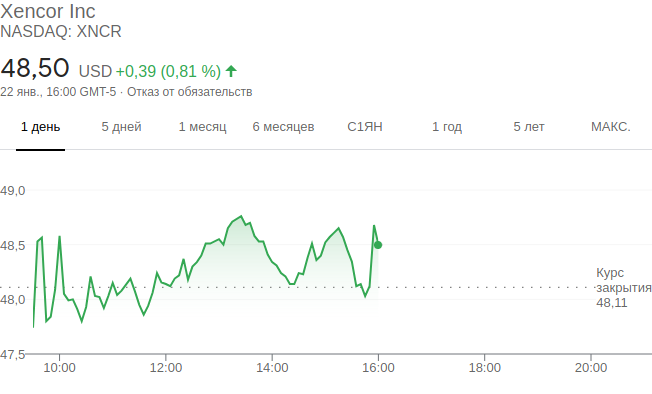 Xencor Inc
NASDAQ: XNCR
48,50 USD +0,39 (0,81 %)
22 янв., 16:00 GMT-5 · Отказ от обязательств
1 день 5 дней 1 месяц 6 месяцев С1ЯН 1 год 5 лет МАКС.
49,0
48,5
Курс
закрытия
48,11
48,0
47,5
10:00 12:00 14:00 16:00 18:00 20:00